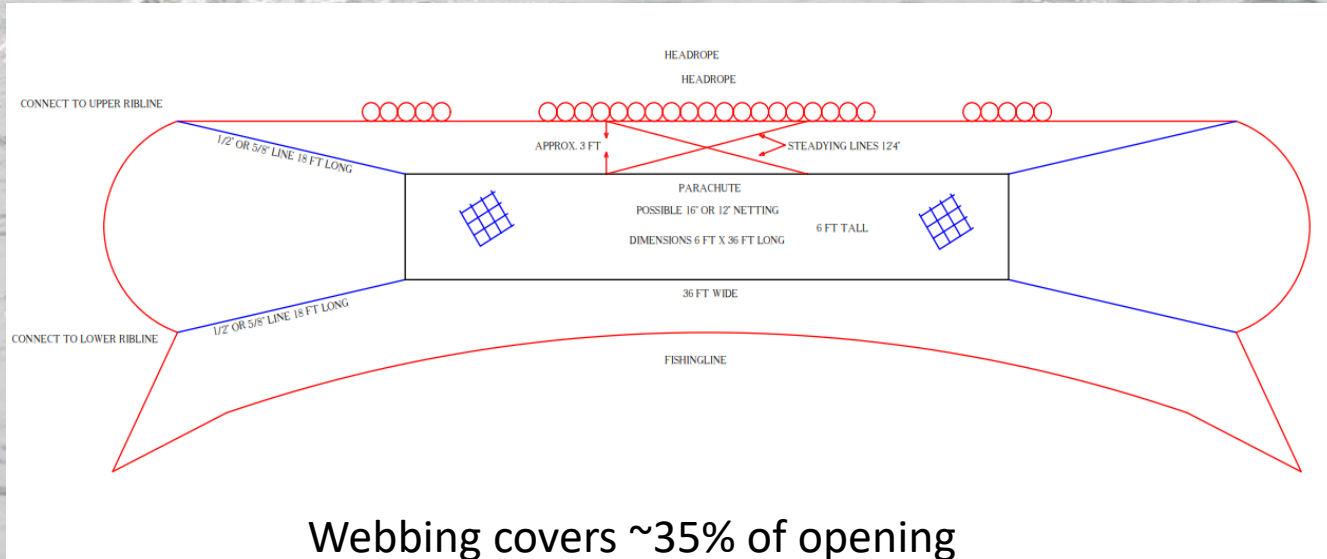 HEADROPE
HEADROPE
CONNECT TO UPPER RIBLINE
1/2" OR 5/8" LINE 18 FT LONG
APPROX. 3 FT
STEADYING LINES 12'4"
PARACHUTE
POSSIBLE 16" OR 12" NETTING
6 FT TALL
DIMENSIONS 6 FT X 36 FT LONG
36 FT WIDE
1/2" OR 5/8" LINE 18 FT LONG
CONNECT TO LOWER RIBLINE
FISHINGLINE
Webbing covers ~35% of opening